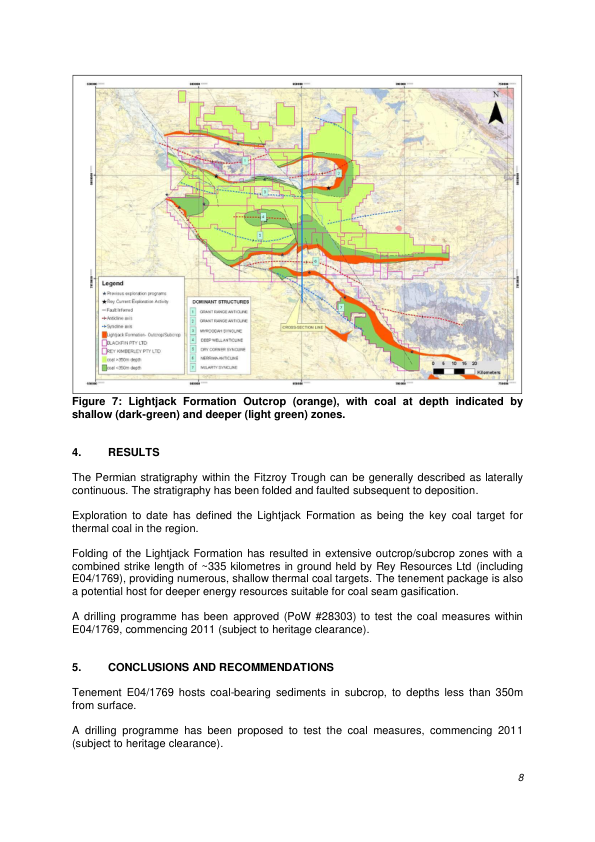 N
Legend
Previous exploration programs
Rey Current Exploration Activity
Fault Inferred
Anticline axis
Syncline axis
Lightjack Formation- Outcrop/Subcrop
BLACKFIN PTY LTD
REY KIMBERLEY PTY LTD
coal >350m depth
coal <350m depth
DOMINANT STRUCTURES
1 GRANT RANGE ANTICLINE
2 GRANT RANGE ANTICLINE
3 SYNCLINE
4 DEEP WELL ANTICLINE
5 DRY CORNER SYNCLINE
6 NERRIMA ANTICLINE
7 SYNCLINE
CROSS SECTION LINE
0 5 10 15 20
Kilometers
Figure 7: Lightjack Formation Outcrop (orange), with coal at depth indicated by
shallow (dark-green) and deeper (light green) zones.
4. RESULTS
The Permian stratigraphy within the Fitzroy Trough can be generally described as laterally
continuous. The stratigraphy has been folded and faulted subsequent to deposition.
Exploration to date has defined the Lightjack Formation as being the key coal target for
thermal coal in the region.
Folding of the Lightjack Formation has resulted in extensive outcrop/subcrop zones with a
combined strike length of ~335 kilometres in ground held by Rey Resources Ltd (including
E04/1769), providing numerous, shallow thermal coal targets. The tenement package is also
a potential host for deeper energy resources suitable for coal seam gasification.
A drilling programme has been approved (PoW #28303) to test the coal measures within
E04/1769, commencing 2011 (subject to heritage clearance).
5. CONCLUSIONS AND RECOMMENDATIONS
Tenement E04/1769 hosts coal-bearing sediments in subcrop, to depths less than 350m
from surface.
A drilling programme has been proposed to test the coal measures, commencing 2011
(subject to heritage clearance).
8